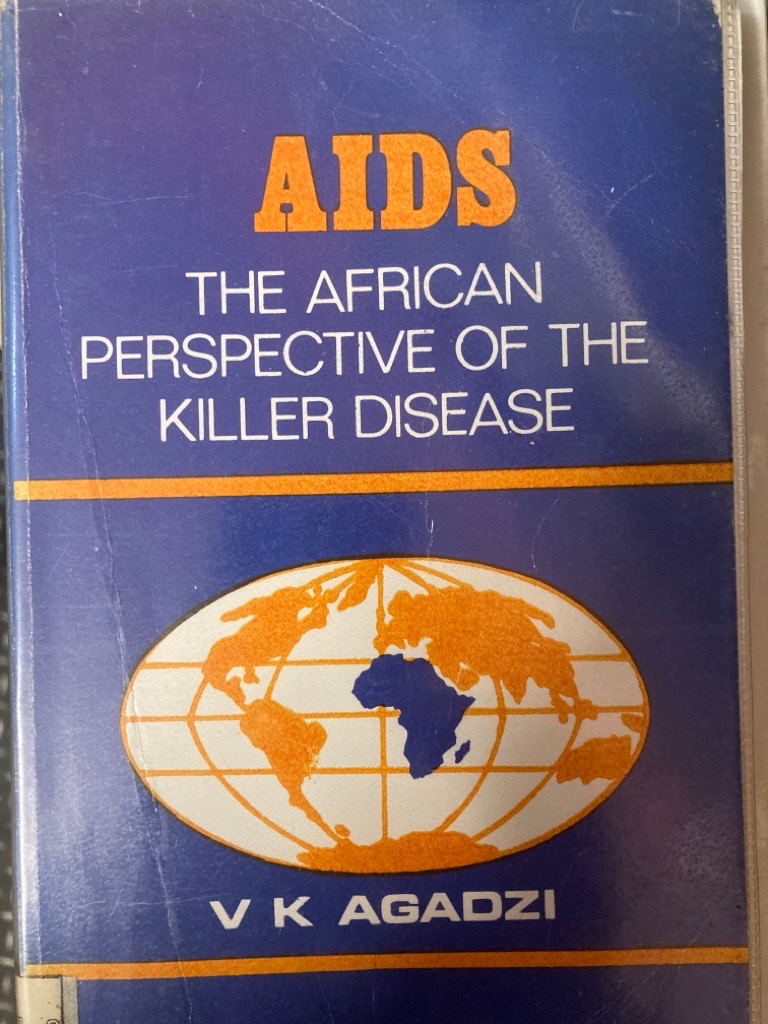 AIDS
THE AFRICAN
PERSPECTIVE OF THE
KILLER DISEASE
V K AGADZI